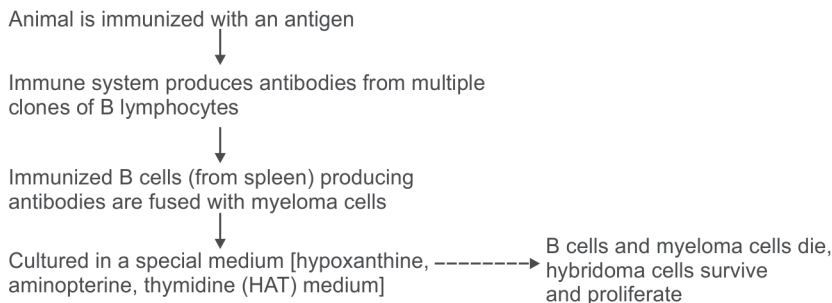 Animal is immunized with an antigen
Immune system produces antibodies from multiple
clones of B lymphocytes
Immunized B cells (from spleen) producing
antibodies are fused with myeloma cells
Cultured in a special medium [hypoxanthine,
aminopterine, thymidine (HAT) medium]
B cells and myeloma cells die,
hybridoma cells survive
and proliferate